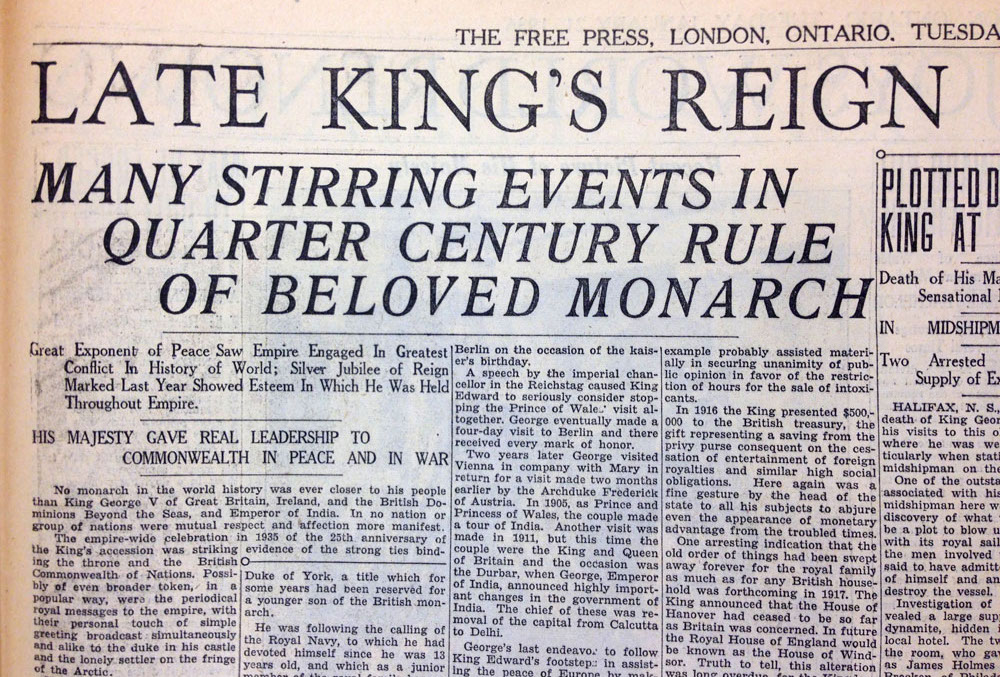 THE FREE PRESS, LONDON, ONTARIO. TUESDA
LATE KING'S REIGN
MANY STIRRING EVENTS IN
QUARTER CENTURY RULE
OF BELOVED MONARCH
Great Exponent of Peace Saw Empire Engaged In Greatest
Conflict In History of World; Silver Jubilee of Reign
Marked Last Year Showed Esteem In Which He Was Held
Throughout Empire.
HIS MAJESTY GAVE REAL LEADERSHIP TO
COMMONWEALTH IN PEACE AND IN WAR
No monarch in the world history was ever closer to his people
than King George V of Great Britain, Ireland, and the British Do-
minions Beyond the Seas, and Emperor of India. In no nation or
group of nations were mutual respect and affection more manifest.
The empire-wide celebration in 1935 of the 25th anniversary of
the King's accession was striking evidence of the strong ties bind-
ing the throne and the British
Commonwealth of Nations. Possi-
bly of even broader token, in a
popular way, were the periodical
royal messages to the empire, with
their personal touch of simple
greeting broadcast simultaneously
and alike to the duke in his castle
and the lonely settler on the fringe
of the Arctic.
Duke of York, a title which for
some years had been reserved for
a younger son of the British mon-
arch.
He was following the calling of
the Royal Navy, to which he had
devoted himself since he was 13
years old, and which as a junior
member of the royal
Berlin on the occasion of the kais-
er's birthday.
A speech by the imperial chan-
cellor in the Reichstag caused King
Edward to seriously consider stop-
ping the Prince of Wale.' visit al-
together. George eventually made a
four-day visit to Berlin and there
received every mark of honor.
Two years later George visited
Vienna in company with Mary in
return for a visit made two months
earlier by the Archduke Frederick
of Austria. In 1905, as Prince and
Princess of Wales, the couple made
a tour of India. Another visit was
made in 1911, but this time the
couple were the King and Queen
of Britain and the occasion was
the Durbar, when George, Emperor
of India, announced highly import-
ant changes in the government of
India. The chief of these was re-
moval of the capital from Calcutta
to Delhi.
George's last endeavo. to follow
King Edward's footsteps in assist-
ing the peace of Europe by mak-
example probably assisted materi-
ally in securing unanimity of pub-
lic opinion in favor of the restric-
tion of hours for the sale of intoxi-
cants.
In 1916 the King presented $500,-
000 to the British treasury, the
gift representing a saving from the
privy purse consequent on the ces-
sation of entertainment of foreign
royalties and similar high social
obligations. Here again was a
fine gesture by the head of the
state to all his subjects to abjure
even the appearance of monetary
advantage from the troubled times.
One arresting indication that the
old order of things had been swept
away forever for the royal family
as much as for any British house-
hold was forthcoming in 1917. The
King announced that the House of
Hanover had ceased to be so far
as Britain was concerned. In future
the Royal House of England would
be known as the House of Wind-
sor. Truth to tell, this alteration
was long overdue, for the
PLOTTED D
KING AT
Death of His Ma
Sensational
IN MIDSHIPM
Two Arrested
Supply of Ex
HALIFAX, N. S.,
death of King Geor
his visits to this
where he was we
ticularly when stati
midshipman on the
One of the outsta
associated with his
midshipman here w
discovery of what
be a plot to blow u
with its royal sail
the men involved
said to have admitt
of himself and an
destroy the vessel.
Investigation of
vealed a large sup
dynamite, hidden i
local hotel. The t
the room, who gav
as James Holmes